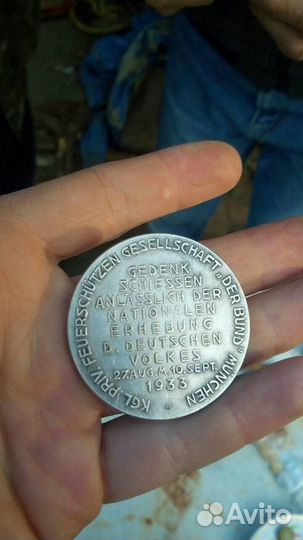 KGL. PRIV. FEUERSCHÜTZEN GESELLSCHAFT „DER BUND" MÜNCHEN
GEDENK
SCHIESSEN
ANLÄSSLICH DER
NATIONALEN
ERHEBUNG
D. DEUTSCHEN
VOLKES
27.AUG. M. 10. SEPT.
1933
Avito